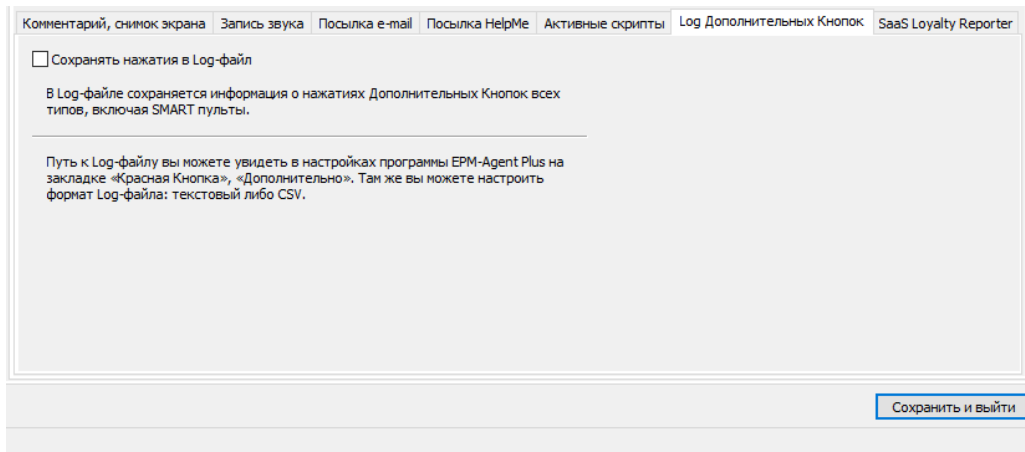 Комментарий, снимок экрана Запись звука Посылка e-mail Посылка HelpMe Активные скрипты Log Дополнительных Кнопок SaaS Loyalty Reporter
Сохранять нажатия в Log-файл
В Log-файле сохраняется информация о нажатиях Дополнительных Кнопок всех
типов, включая SMART пульты.
Путь к Log-файлу вы можете увидеть в настройках программы EPM-Agent Plus на
закладке «Красная Кнопка», «Дополнительно». Там же вы можете настроить
формат Log-файла: текстовый либо CSV.
Сохранить и выйти